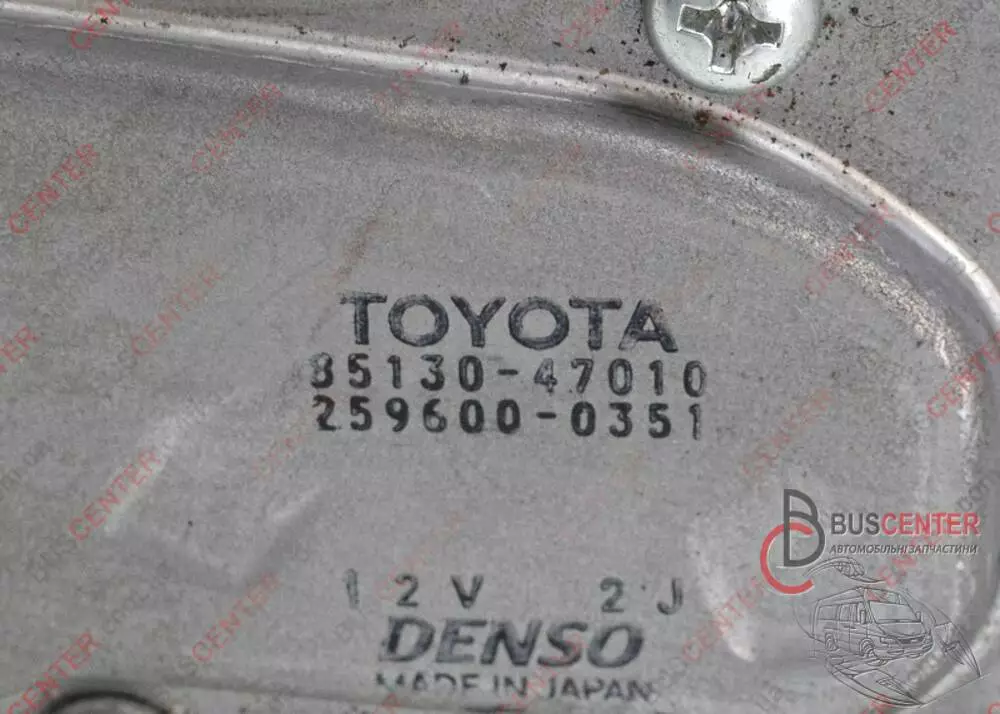 TOYOTA
85130-47010
259600-0351
BUSCENTER
АВТОМОБІЛЬНІ ЗАПЧАСТИНИ
12V 2J
DENSO
MADE IN JAPAN